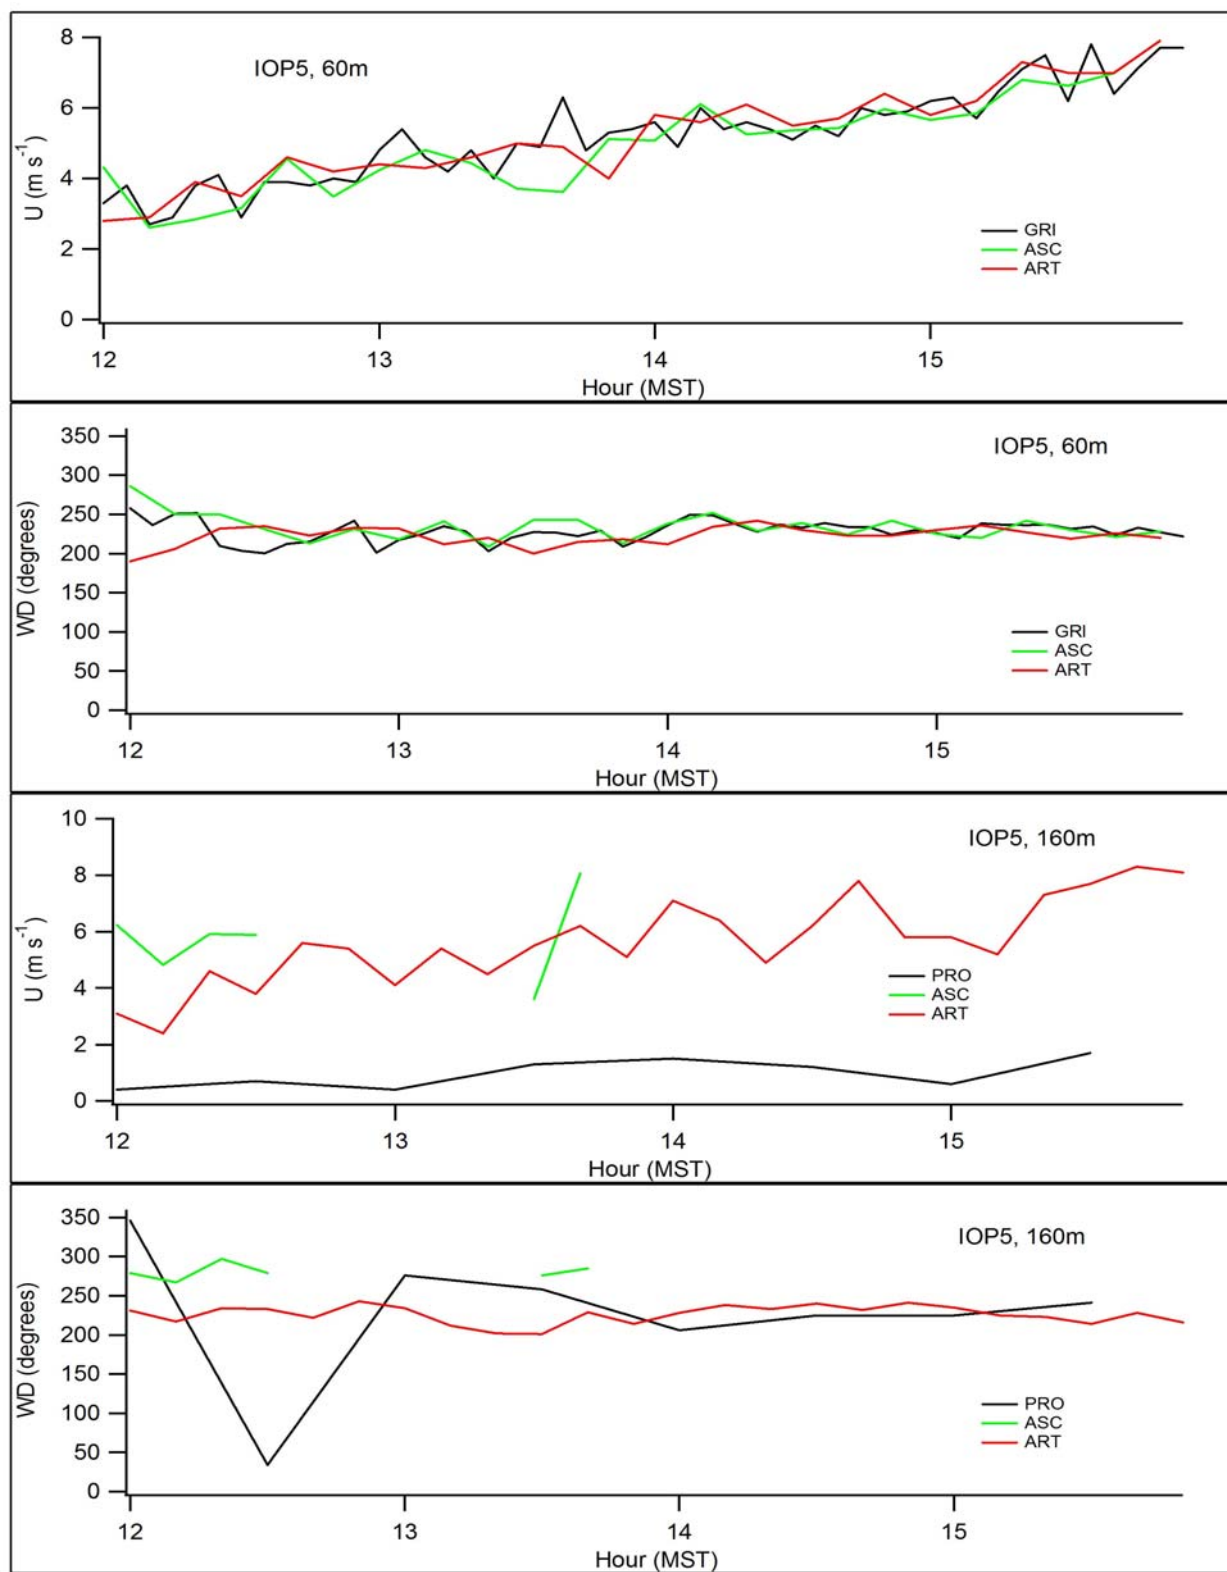 8
6
4
2
0
U (m s-1)
IOP5, 60m
GRI
ASC
ART
12
13
14
15
Hour (MST)
350
300
250
200
150
100
50
0
WD (degrees)
IOP5, 60m
GRI
ASC
ART
12
13
14
15
Hour (MST)
10
8
6
4
2
0
U (m s-1)
IOP5, 160m
PRO
ASC
ART
12
13
14
15
Hour (MST)
350
300
250
200
150
100
50
0
WD (degrees)
IOP5, 160m
PRO
ASC
ART
12
13
14
15
Hour (MST)